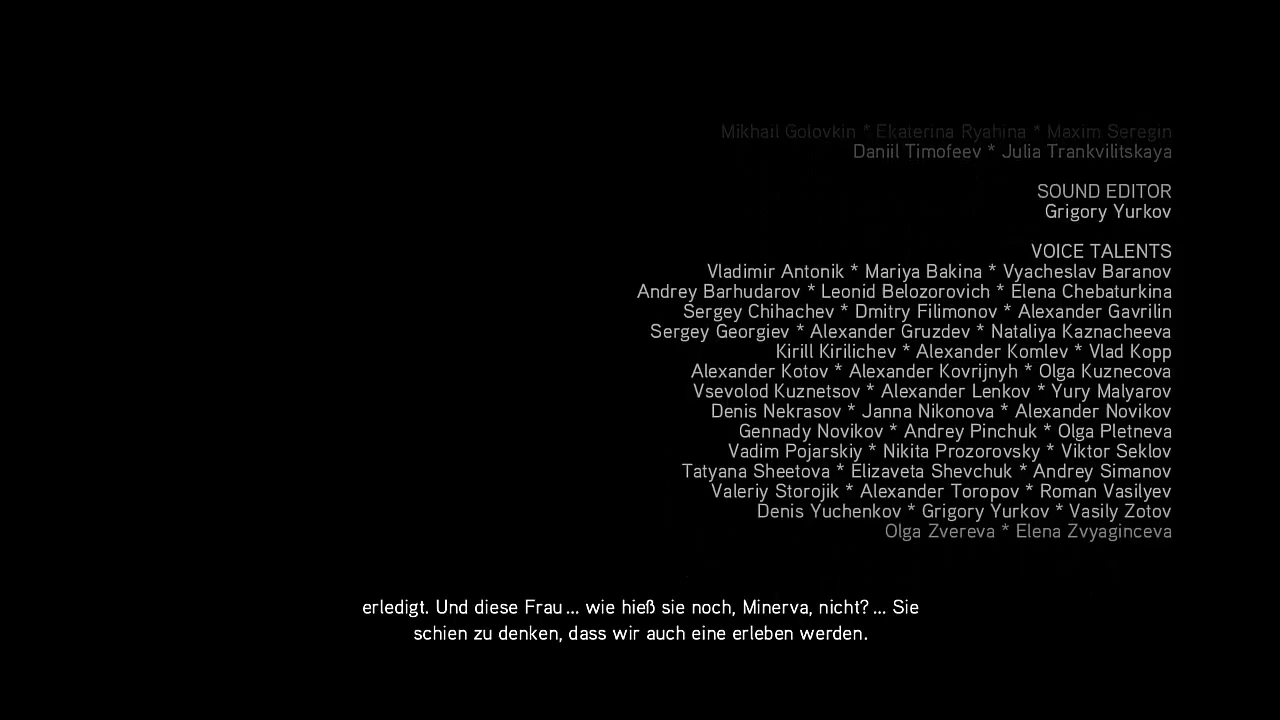 Mikhail Golovkin * Ekaterina Ryahina * Maxim Seregin
Daniil Timofeev * Julia Trankvilitskaya
SOUND EDITOR
Grigory Yurkov
VOICE TALENTS
Vladimir Antonik * Mariya Bakina * Vyacheslav Baranov
Andrey Barhudarov * Leonid Belozorovich * Elena Chebaturkina
Sergey Chihachev * Dmitry Filimonov * Alexander Gavrilin
Sergey Georgiev * Alexander Gruzdev * Nataliya Kaznacheeva
Kirill Kirilichev * Alexander Komlev * Vlad Kopp
Alexander Kotov * Alexander Kovrijnyh * Olga Kuznecova
Vsevolod Kuznetsov * Alexander Lenkov * Yury Malyarov
Denis Nekrasov * Janna Nikonova * Alexander Novikov
Gennady Novikov * Andrey Pinchuk * Olga Pletneva
Vadim Pojarskiy * Nikita Prozorovsky * Viktor Seklov
Tatyana Sheetova * Elizaveta Shevchuk * Andrey Simanov
Valeriy Storojik * Alexander Toropov * Roman Vasilyev
Denis Yuchenkov * Grigory Yurkov * Vasily Zotov
Olga Zvereva * Elena Zvyaginceva
erledigt. Und diese Frau ... wie hieß sie noch, Minerva, nicht? ... Sie
schien zu denken, dass wir auch eine erleben werden.